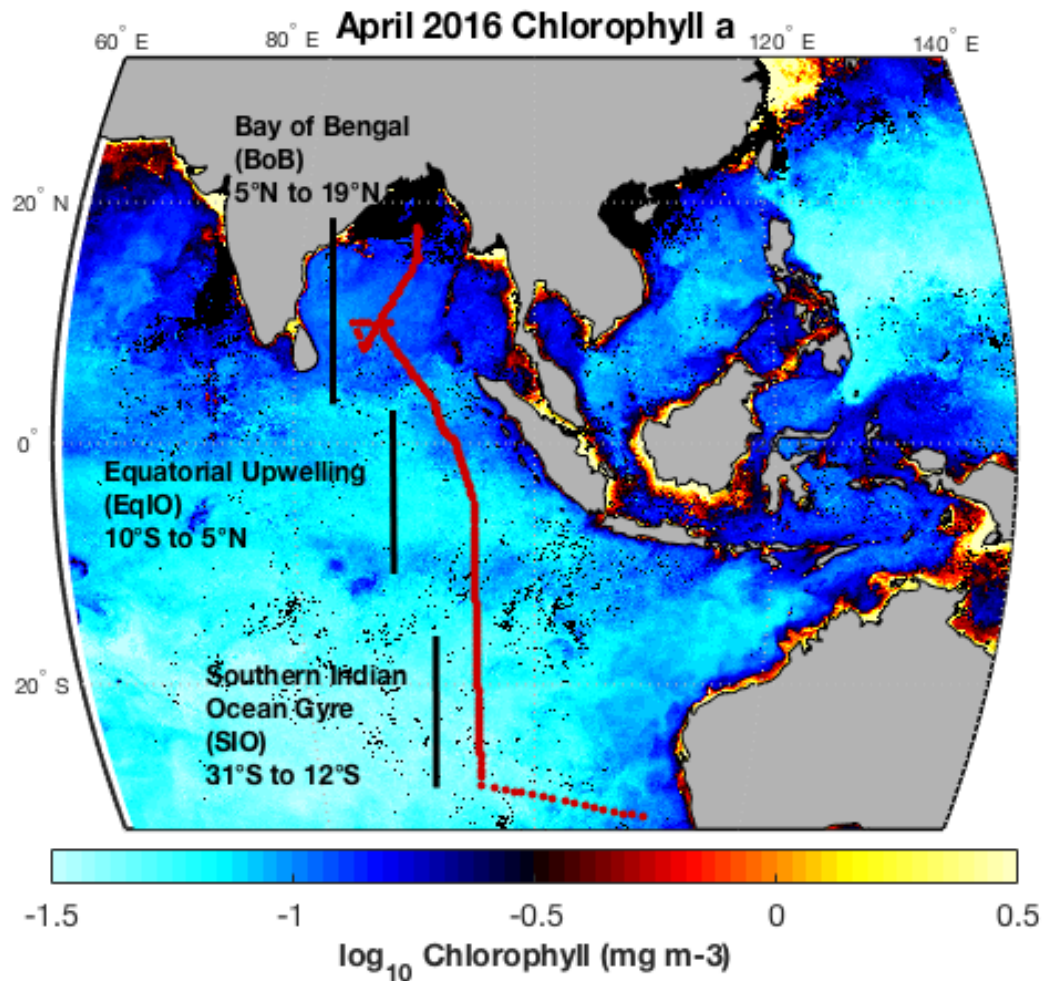 April 2016 Chlorophyll a
60° E
80° E
120° E
140° E
Bay of Bengal
(BoB)
5°N to 19°N
20° N
0°
Equatorial Upwelling
(EqIO)
10°S to 5°N
20° S
Southern Indian
Ocean Gyre
(SIO)
31°S to 12°S
-1.5 -1 -0.5 0 0.5
log10 Chlorophyll (mg m-3)